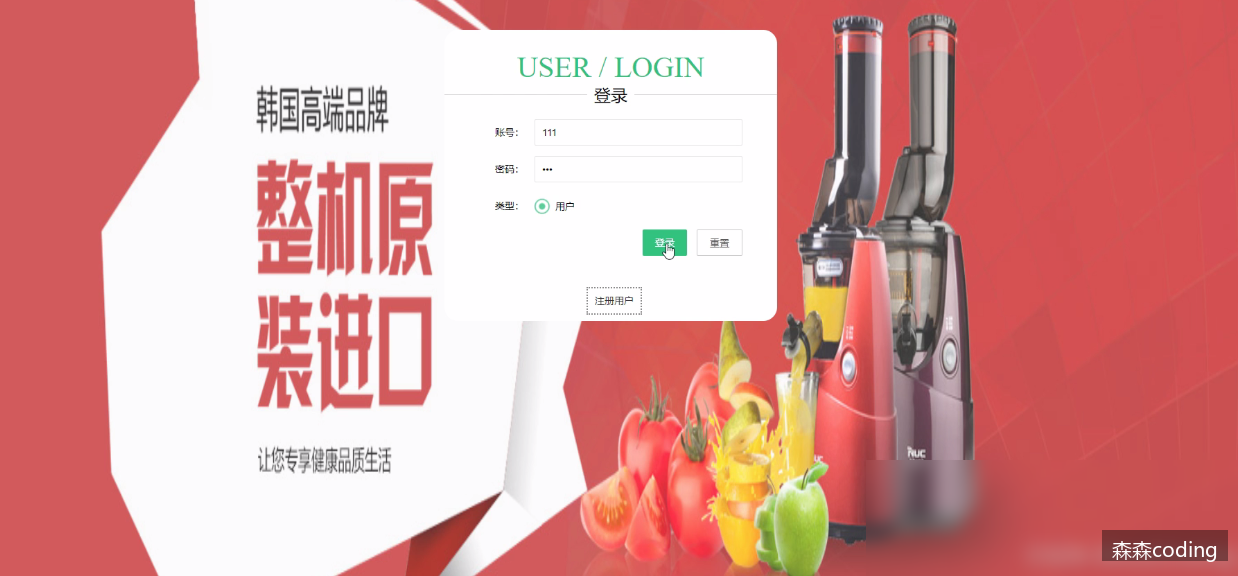 USER / LOGIN
登录
账号： 111
密码： •••
类型： 用户
登录 重置
注册用户
韩国高端品牌
整机原
装进口
让您专享健康品质生活
NUC
森森coding